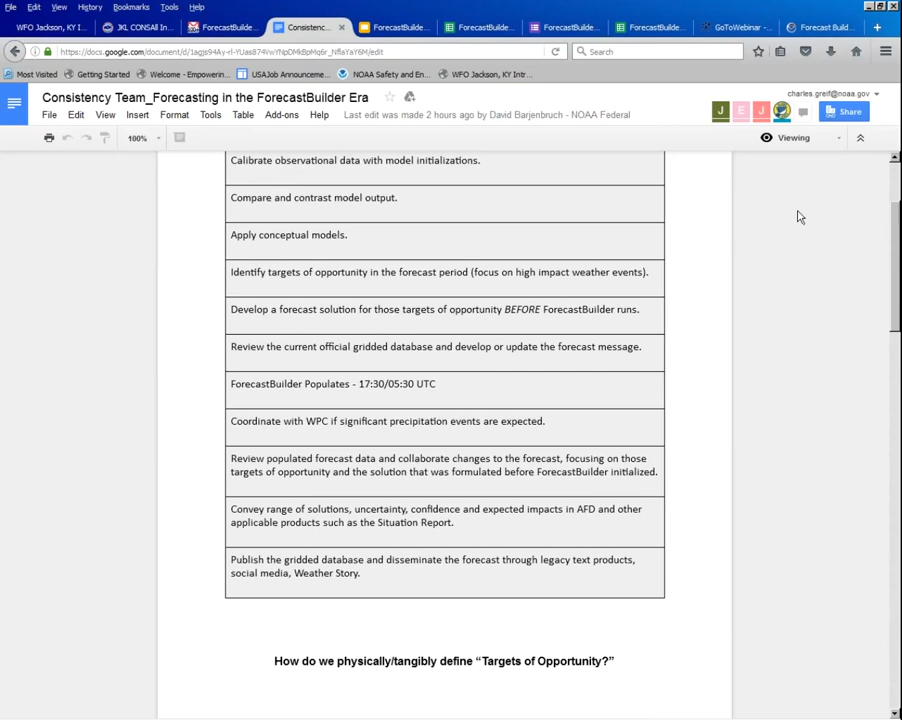 File Edit View History Bookmarks Tools Help
WFO Jackson, KY I... JKL CONSAII In... ForecastBuilde... Consistenc... ForecastBuilde... ForecastBuilde... ForecastBuilde... ForecastBuilde... GoToWebinar -... Forecast Build...
https://docs.google.com/document/ /edit
Search
Most Visited Getting Started Welcome - Empowerin... USAJob Announceme... NOAA Safety and En... WFO Jackson, KY Intr...
Consistency Team_Forecasting in the ForecastBuilder Era
charles.greif@noaa.gov
File Edit View Insert Format Tools Table Add-ons Help Last edit was made 2 hours ago by David Barjenbruch - NOAA Federal
J E J Share
100% Viewing
Calibrate observational data with model initializations.
Compare and contrast model output.
Apply conceptual models.
Identify targets of opportunity in the forecast period (focus on high impact weather events).
Develop a forecast solution for those targets of opportunity BEFORE ForecastBuilder runs.
Review the current official gridded database and develop or update the forecast message.
ForecastBuilder Populates - 17:30/05:30 UTC
Coordinate with WPC if significant precipitation events are expected.
Review populated forecast data and collaborate changes to the forecast, focusing on those
targets of opportunity and the solution that was formulated before ForecastBuilder initialized.
Convey range of solutions, uncertainty, confidence and expected impacts in AFD and other
applicable products such as the Situation Report.
Publish the gridded database and disseminate the forecast through legacy text products,
social media, Weather Story.
How do we physically/tangibly define “Targets of Opportunity?”